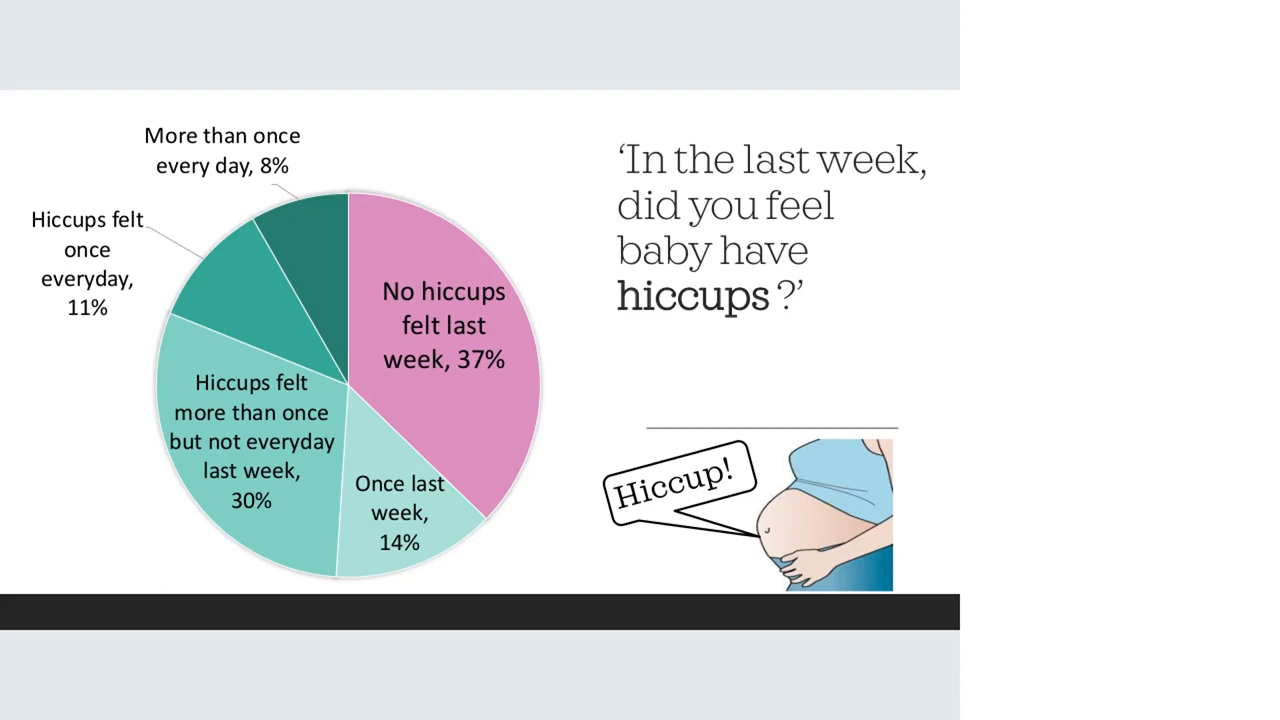 More than once
every day, 8%
Hiccups felt
once
everyday,
11%
No hiccups
felt last
week, 37%
Hiccups felt
more than once
but not everyday
last week,
30%
Once last
week,
14%
‘In the last week,
did you feel
baby have
hiccups ?’
Hiccup!